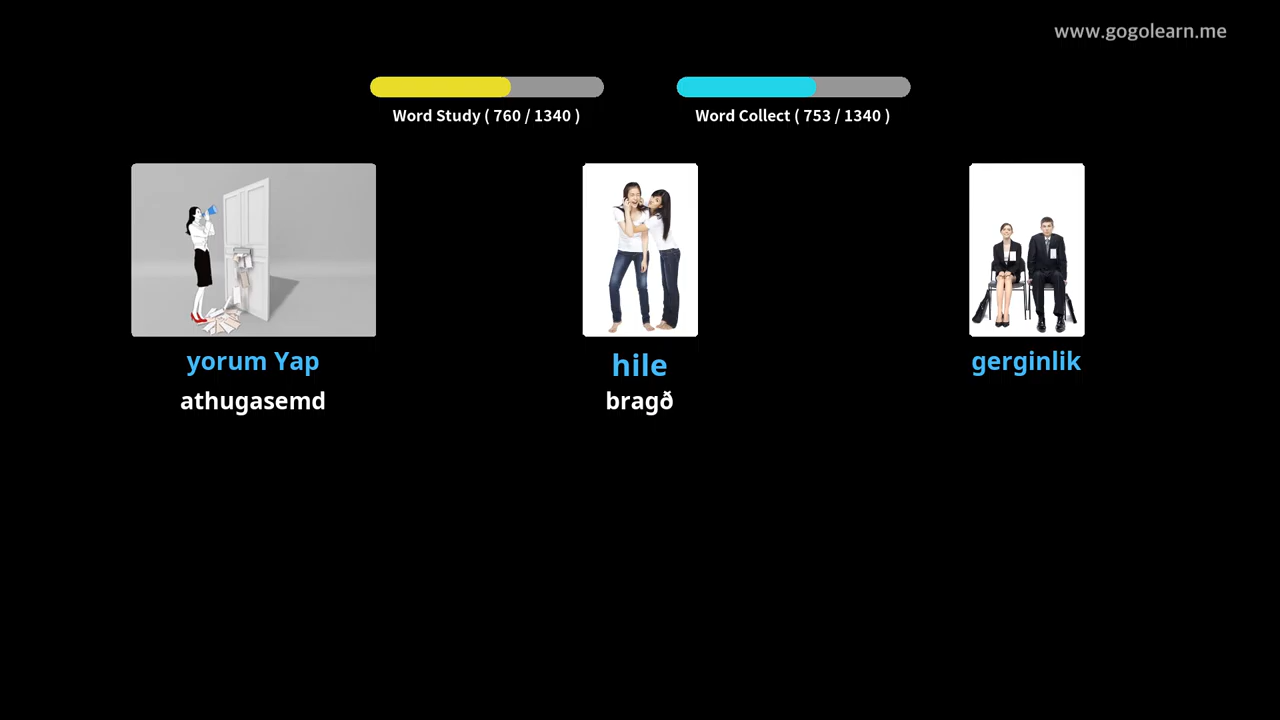 www.gogolearn.me
Word Study ( 760 / 1340 )
Word Collect ( 753 / 1340 )
yorum Yap
hile
gerginlik
athugasemd
bragð